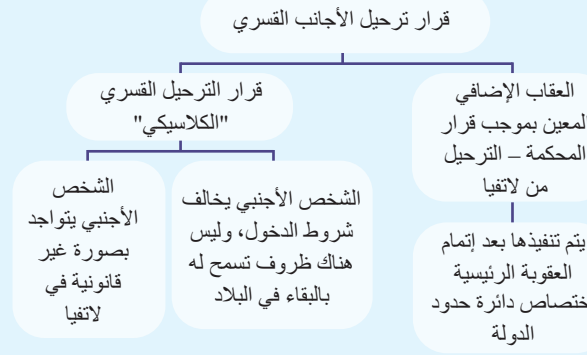 قرار ترحيل الأجانب القسري
العقاب الإضافي
المعين بموجب قرار
المحكمة – الترحيل
من لاتفيا
قرار الترحيل القسري
"الكلاسيكي"
يتم تنفيذها بعد إتمام
العقوبة الرئيسية
ختصاص دائرة حدود
الدولة
الشخص الأجنبي يخالف
شروط الدخول، وليس
هناك ظروف تسمح له
بالبقاء في البلاد
الشخص
الأجنبي يتواجد
بصورة غير
قانونية في
لاتفيا